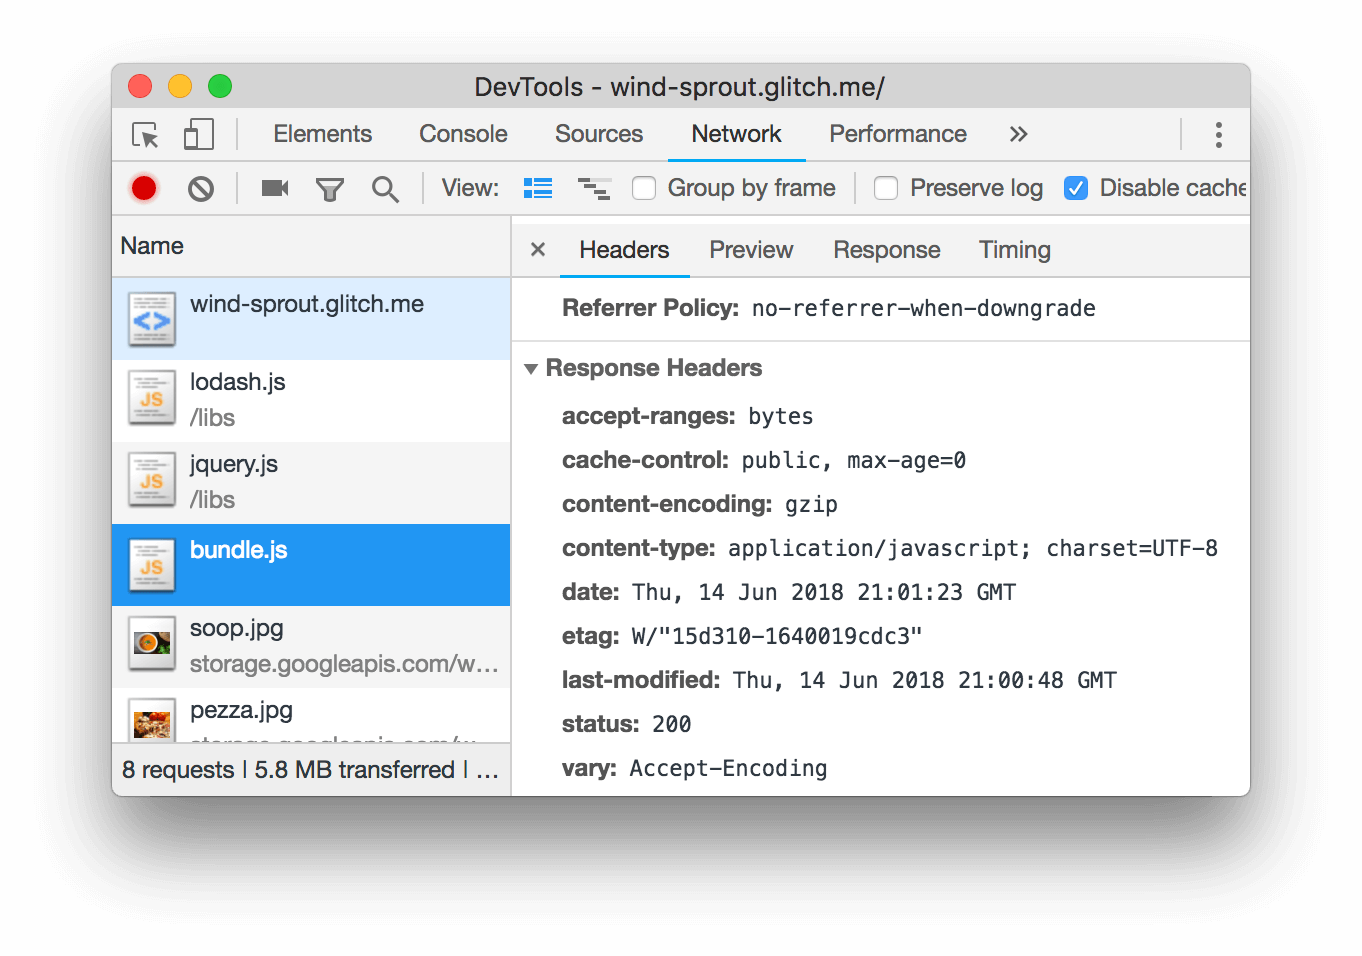 DevTools - wind-sprout.glitch.me/
Elements Console Sources Network Performance »
View: Group by frame Preserve log Disable cache
Name
× Headers Preview Response Timing
wind-sprout.glitch.me
lodash.js
/libs
jquery.js
/libs
bundle.js
soop.jpg
storage.googleapis.com/w…
pezza.jpg
8 requests | 5.8 MB transferred | …
Referrer Policy: no-referrer-when-downgrade
▼ Response Headers
accept-ranges: bytes
cache-control: public, max-age=0
content-encoding: gzip
content-type: application/javascript; charset=UTF-8
date: Thu, 14 Jun 2018 21:01:23 GMT
etag: W/"15d310-1640019cdc3"
last-modified: Thu, 14 Jun 2018 21:00:48 GMT
status: 200
vary: Accept-Encoding